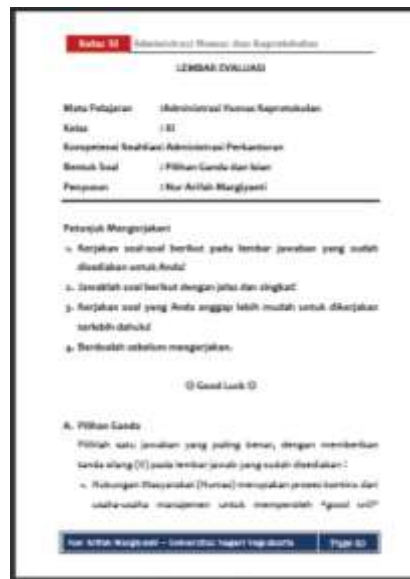 Kelas XI Administrasi Humas dan Keprotokolan
LEMBAR EVALUASI
Mata Pelajaran : Administrasi Humas Keprotokolan
Kelas : XI
Kompetensi Keahlian: Administrasi Perkantoran
Bentuk Soal : Pilihan Ganda dan Isian
Penyusun : Nur Arifah Margiyanti
Petunjuk Mengerjakan:
1. Kerjakan soal-soal berikut pada lembar jawaban yang sudah
disediakan untuk Anda!
2. Jawablah soal berikut dengan jelas dan singkat!
3. Kerjakan soal yang Anda anggap lebih mudah untuk dikerjakan
terlebih dahulu!
4. Berdoalah sebelum mengerjakan.
☺ Good Luck ☺
A. Pilihan Ganda
Pilihlah satu jawaban yang paling benar, dengan memberikan
tanda silang (X) pada lembar jawab yang sudah disediakan !
1. Hubungan Masyarakat (Humas) merupakan proses kontinu dari
usaha-usaha manajemen untuk memperoleh "good will"
Nur Arifah Margiyanti – Universitas Negeri Yogyakarta Page